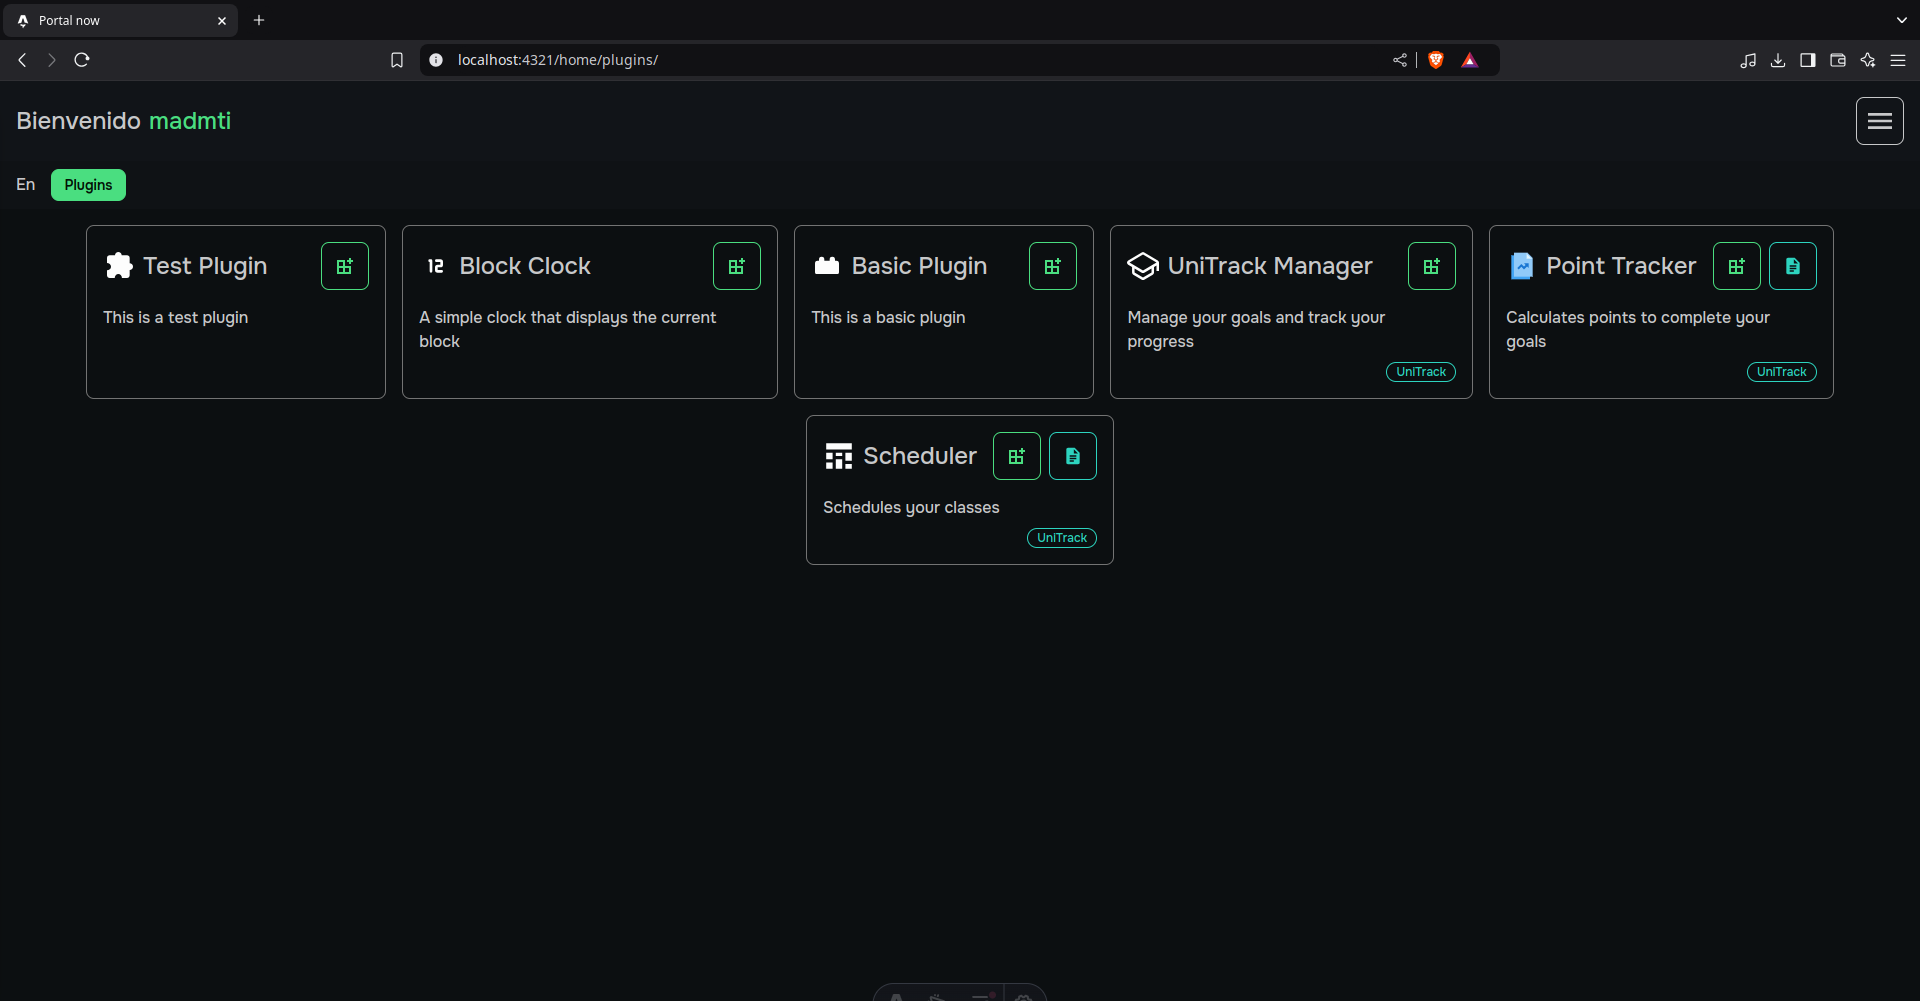 Portal now
localhost:4321/home/plugins/
Bienvenido madmti
En Plugins
Test Plugin
This is a test plugin
12 Block Clock
A simple clock that displays the current
block
Basic Plugin
This is a basic plugin
UniTrack Manager
Manage your goals and track your
progress
UniTrack
Point Tracker
Calculates points to complete your
goals
UniTrack
Scheduler
Schedules your classes
UniTrack